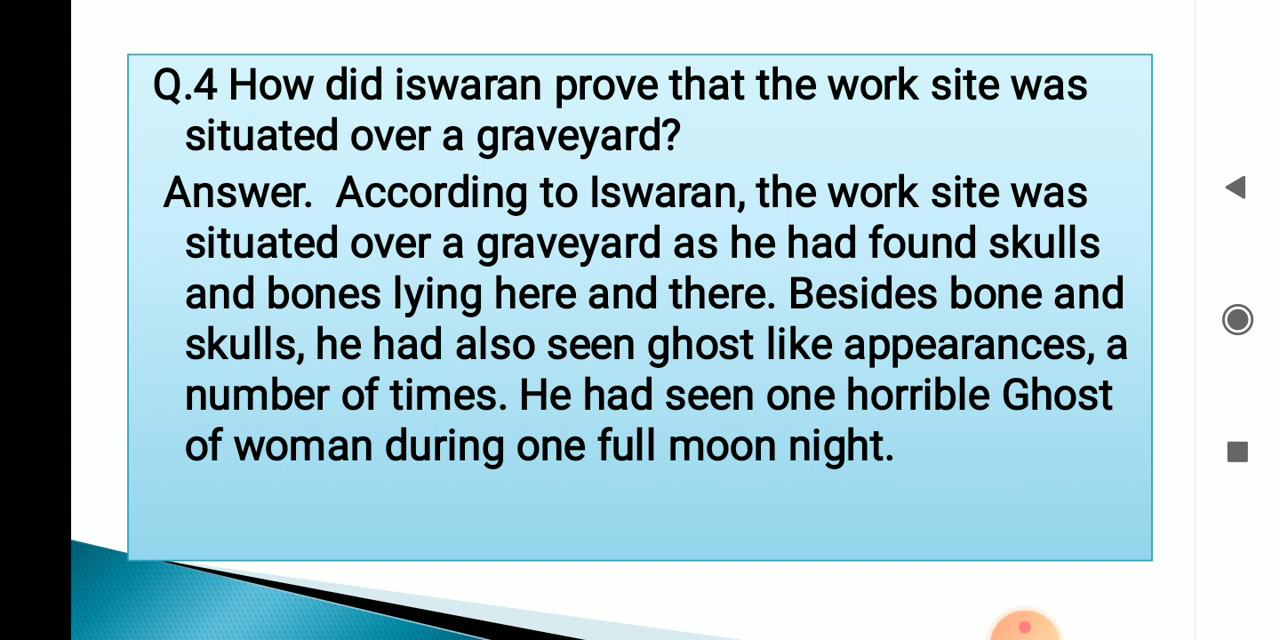 Q.4 How did iswaran prove that the work site was
situated over a graveyard?
Answer. According to Iswaran, the work site was
situated over a graveyard as he had found skulls
and bones lying here and there. Besides bone and
skulls, he had also seen ghost like appearances, a
number of times. He had seen one horrible Ghost
of woman during one full moon night.